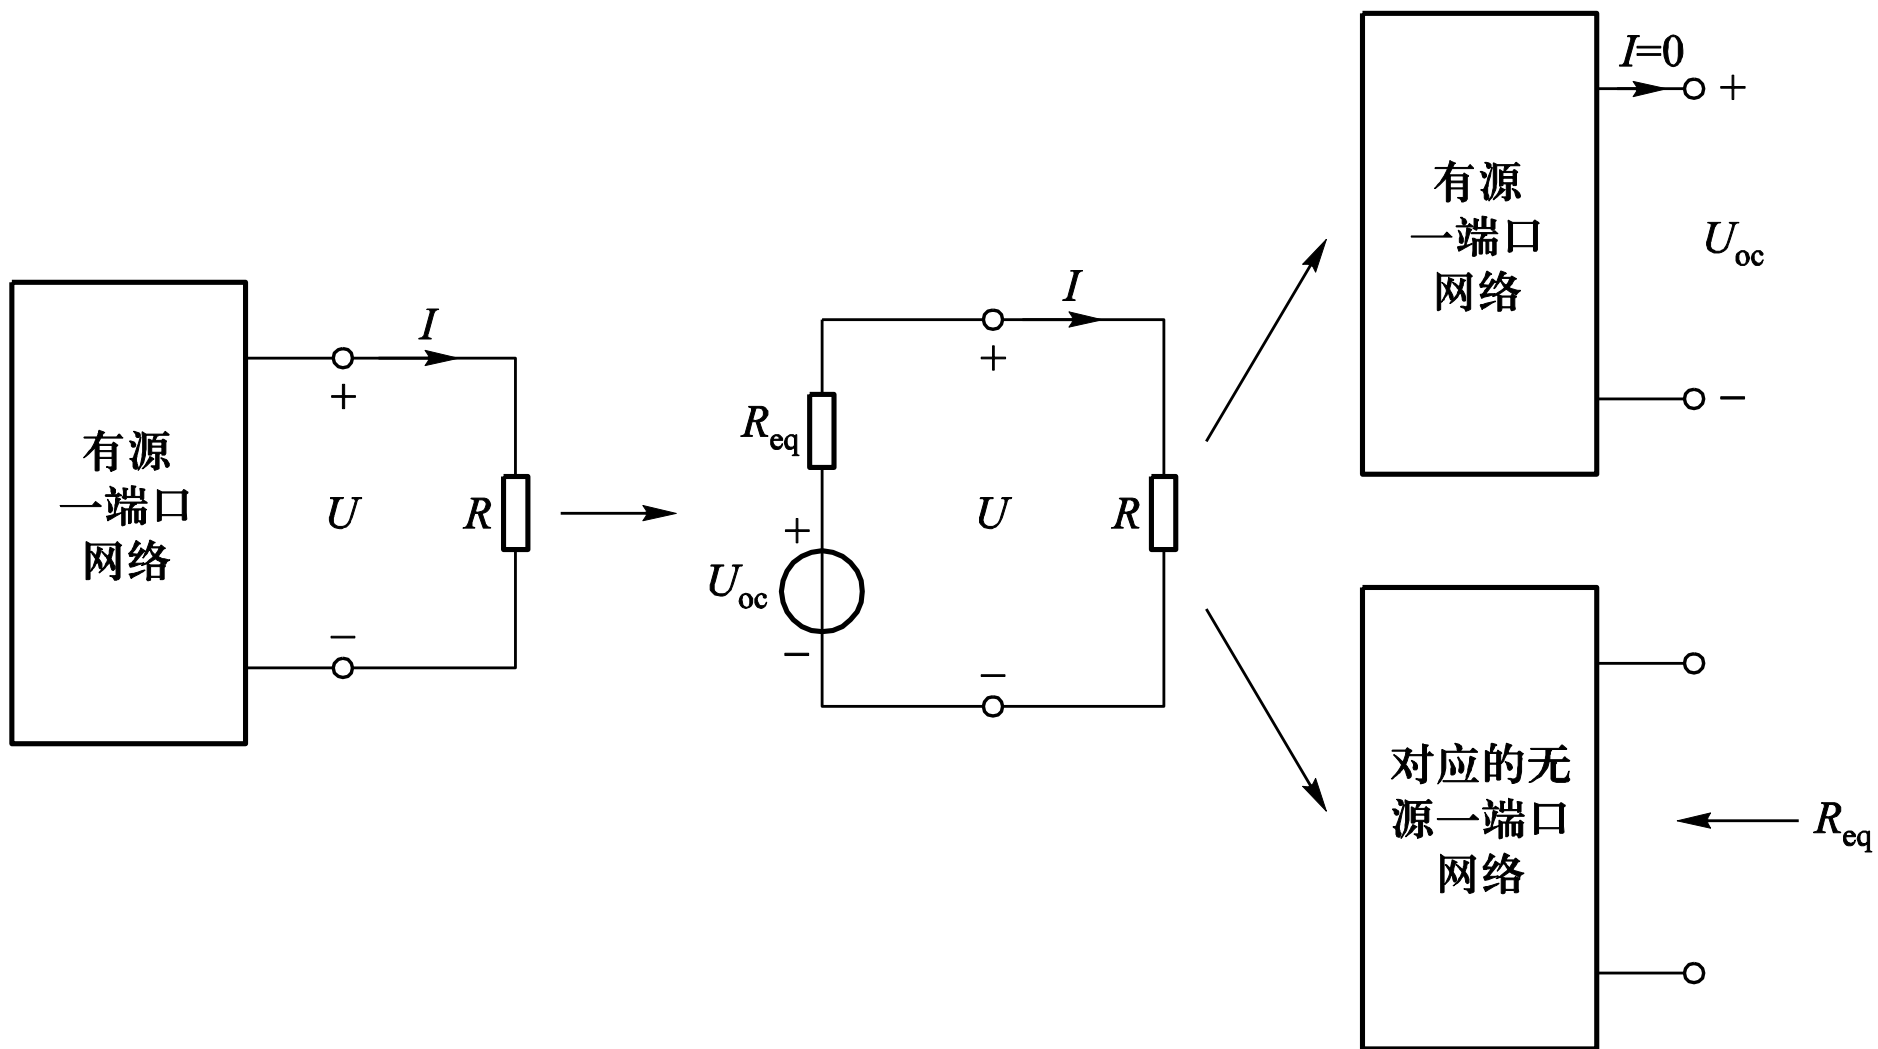 有源
一端口
网络
I
+
U
−
R
R_eq
+
U_oc
−
I
+
U
−
R
有源
一端口
网络
I=0
+
U_oc
−
对应的无
源一端口
网络
R_eq